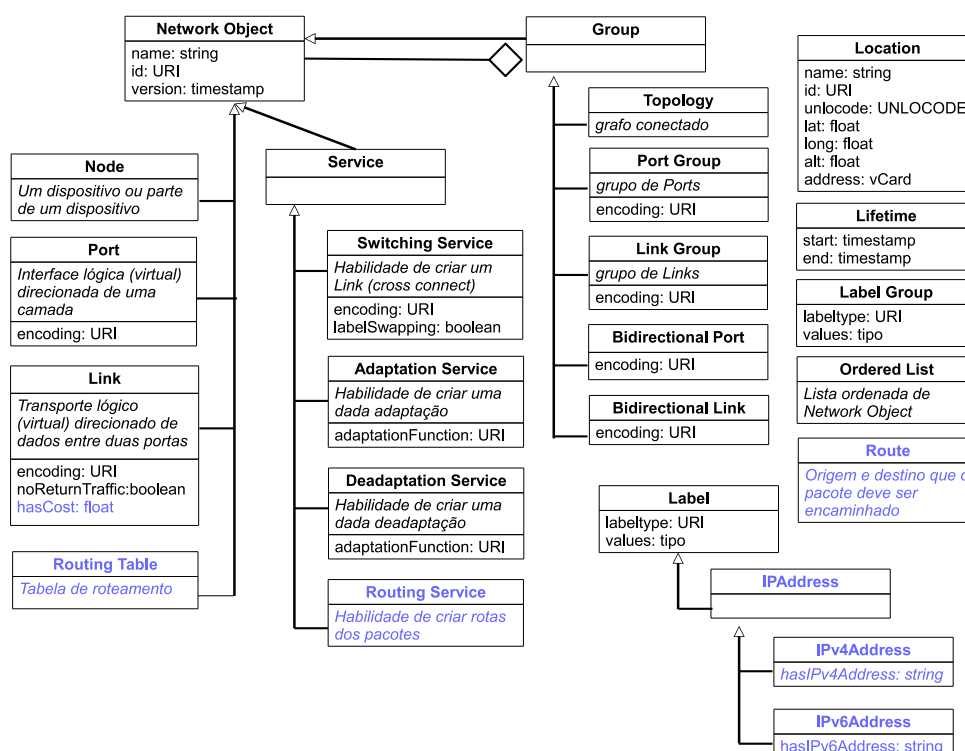 Network Object
name: string
id: URI
version: timestamp
Group
Location
name: string
id: URI
unlocode: UNLOCODE
lat: float
long: float
alt: float
address: vCard
Topology
grafo conectado
Node
Um dispositivo ou parte
de um dispositivo
Service
Port Group
grupo de Ports
encoding: URI
Lifetime
start: timestamp
end: timestamp
Port
Interface lógica (virtual)
direcionada de uma
camada
encoding: URI
Switching Service
Habilidade de criar um
Link (cross connect)
encoding: URI
labelSwapping: boolean
Link Group
grupo de Links
encoding: URI
Label Group
labeltype: URI
values: tipo
Bidirectional Port
encoding: URI
Ordered List
Lista ordenada de
Network Object
Link
Transporte lógico
(virtual) direcionado de
dados entre duas portas
encoding: URI
noReturnTraffic:boolean
hasCost: float
Adaptation Service
Habilidade de criar uma
dada adaptação
adaptationFunction: URI
Bidirectional Link
encoding: URI
Route
Origem e destino que
pacote deve ser
encaminhado
Deadaptation Service
Habilidade de criar uma
dada deadaptação
adaptationFunction: URI
Label
labeltype: URI
values: tipo
Routing Table
Tabela de roteamento
Routing Service
Habilidade de criar rotas
dos pacotes
IPAddress
IPv4Address
hasIPv4Address: string
IPv6Address
hasIPv6Address: string